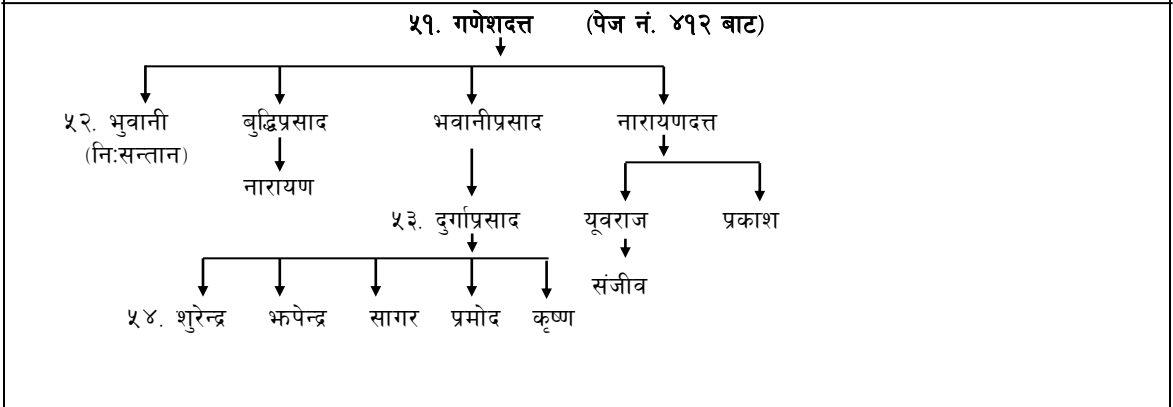 ५१. गणेशदत्त (पेज नं. ४१२ बाट)
५२. भुवानी बुद्धिप्रसाद भवानीप्रसाद नारायणदत्त
(नि:सन्तान)
नारायण
५३. दुर्गाप्रसाद यूवराज प्रकाश
संजीव
५४. शुरेन्द्र झपेन्द्र सागर प्रमोद कृष्ण